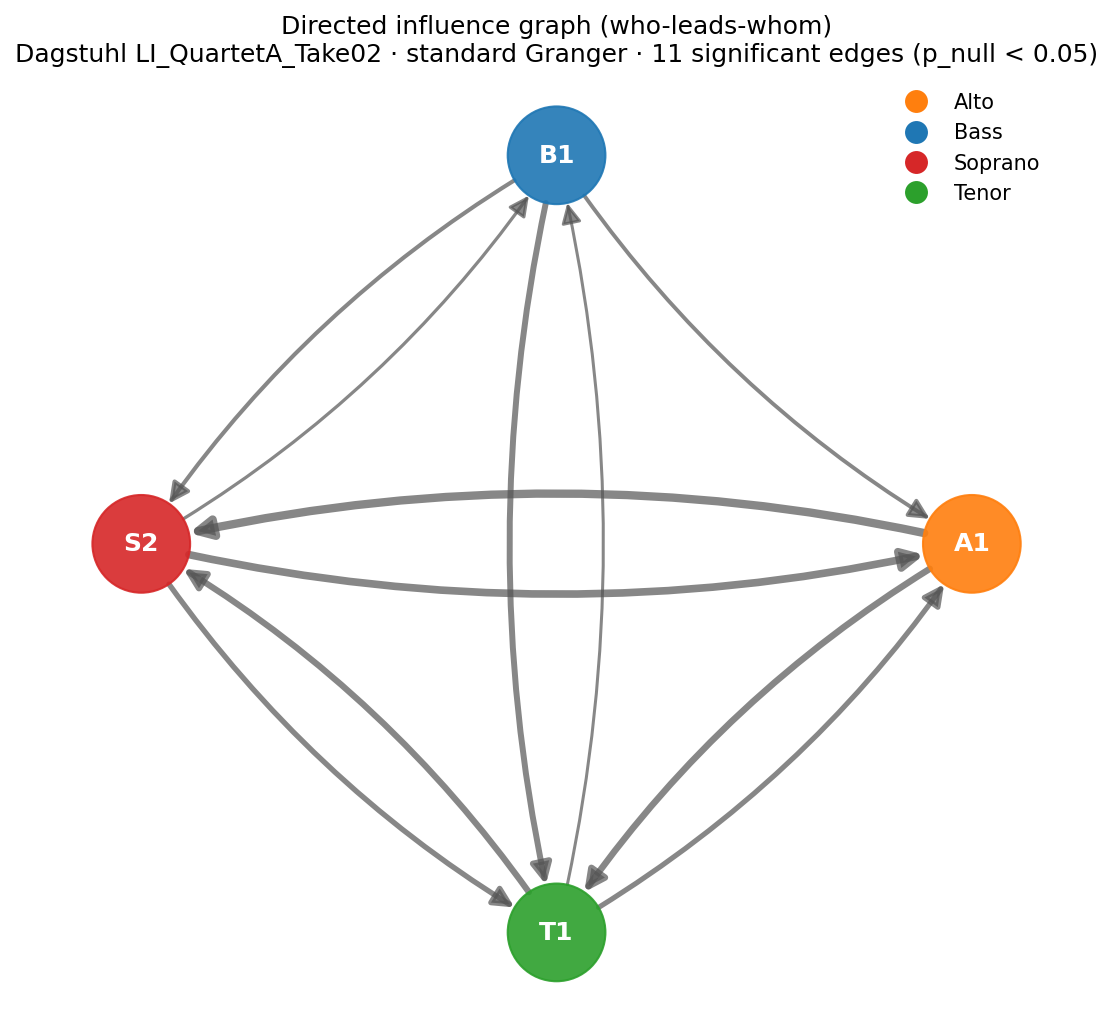 Directed influence graph (who-leads-whom)
Dagstuhl LI_QuartetA_Take02 · standard Granger · 11 significant edges (p_null < 0.05)
Alto
Bass
Soprano
Tenor
B1
S2
A1
T1